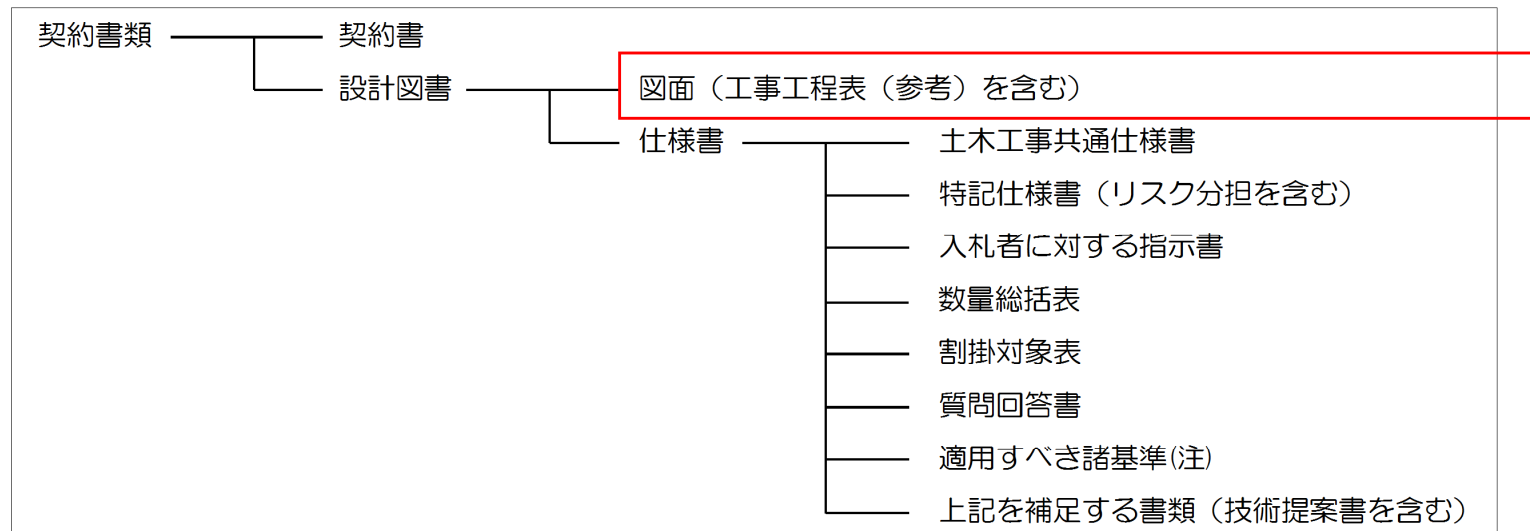 契約書類 契約書
設計図書 図面（工事工程表（参考）を含む）
仕様書 土木工事共通仕様書
特記仕様書（リスク分担を含む）
入札者に対する指示書
数量総括表
割掛対象表
質問回答書
適用すべき諸基準(注)
上記を補足する書類（技術提案書を含む）